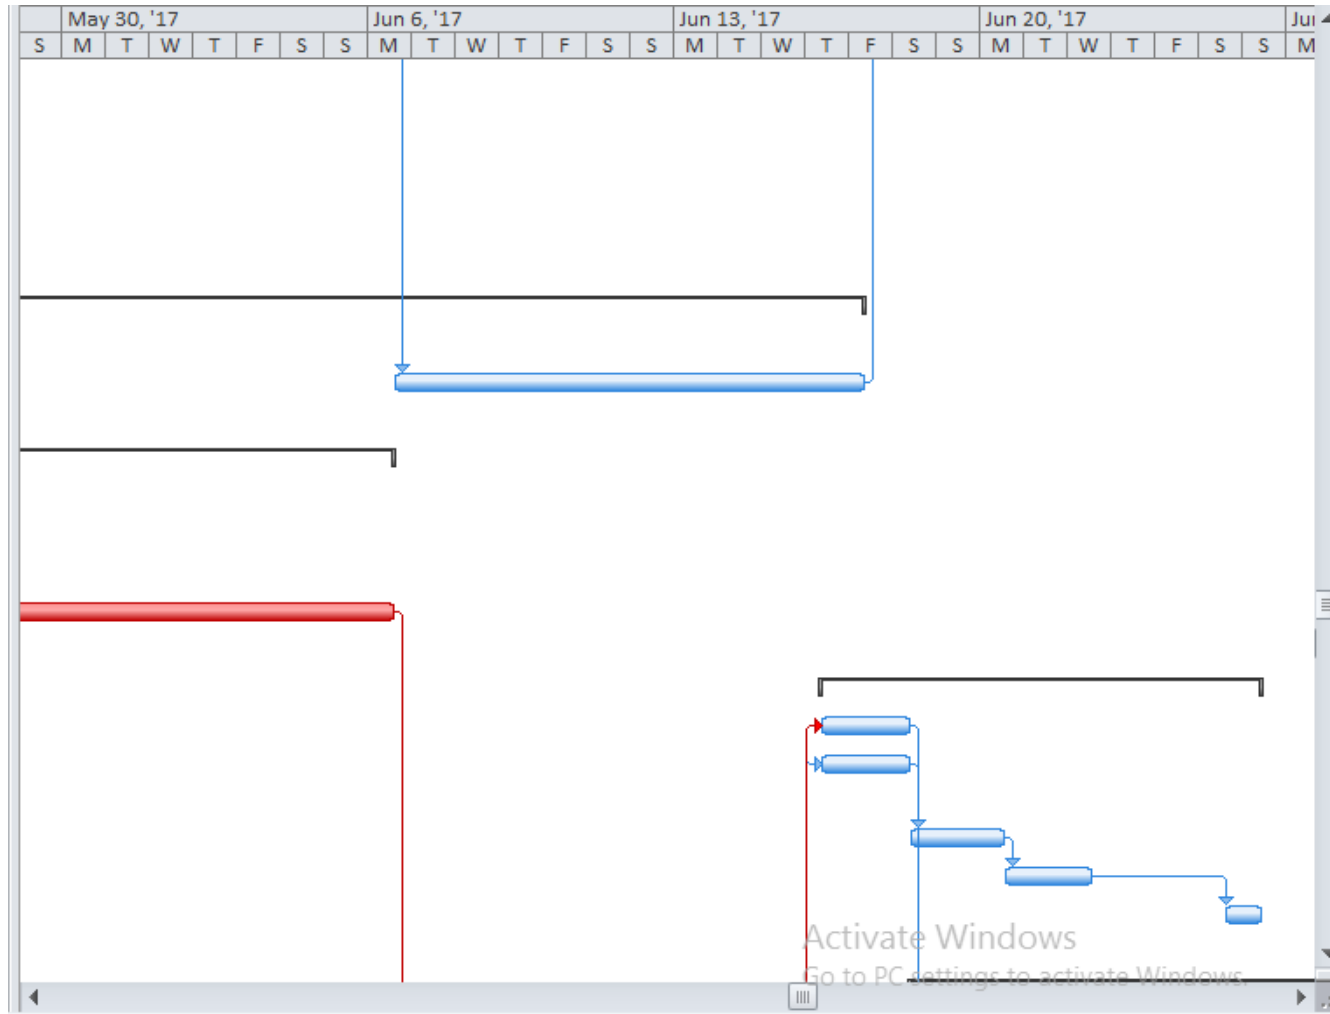 May 30, '17 Jun 6, '17 Jun 13, '17 Jun 20, '17 Jun
S M T W T F S S M T W T F S S M T W T F S S M T W T F S S M
Activate Windows
Go to PC settings to activate Windows.